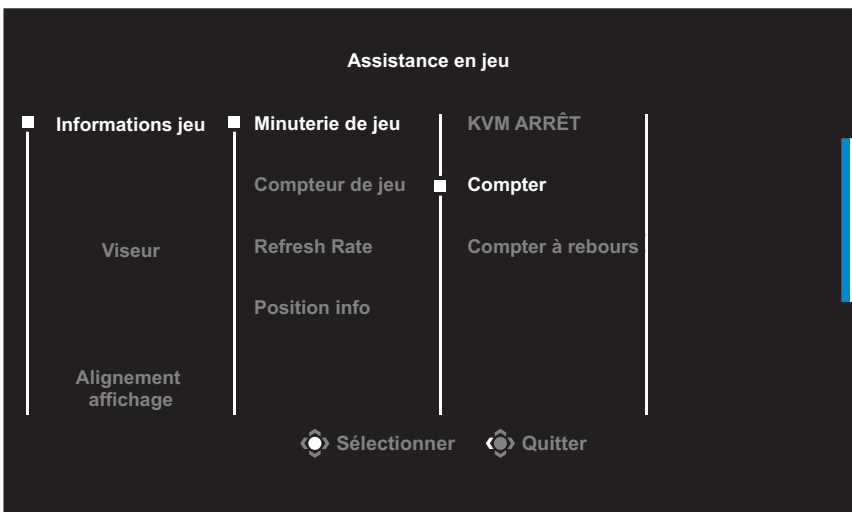 Assistance en jeu
Informations jeu
Minuterie de jeu
KVM ARRÊT
Compteur de jeu
Compter
Viseur
Refresh Rate
Compter à rebours
Position info
Alignement
affichage
Sélectionner
Quitter